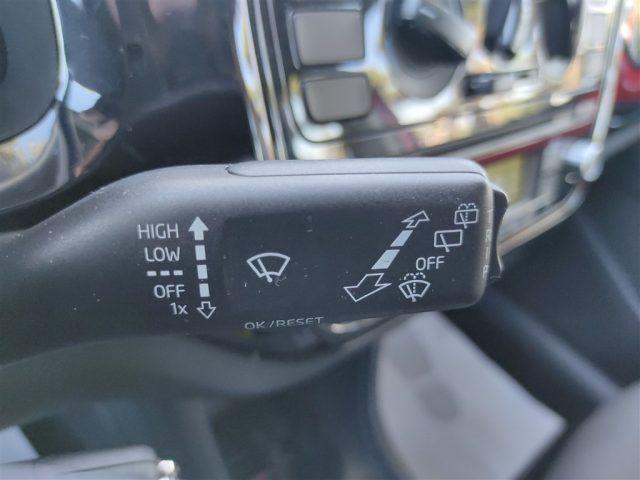 HIGH
LOW
---
OFF
1x
OFF
OK/RESET